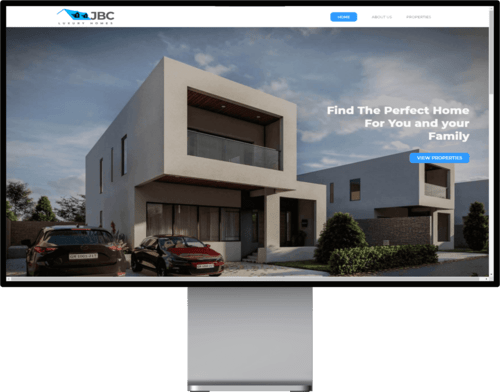 JBC
LUXURY HOMES
HOME
ABOUT US
PROPERTIES
Find The Perfect Home
For You and your
Family
VIEW PROPERTIES